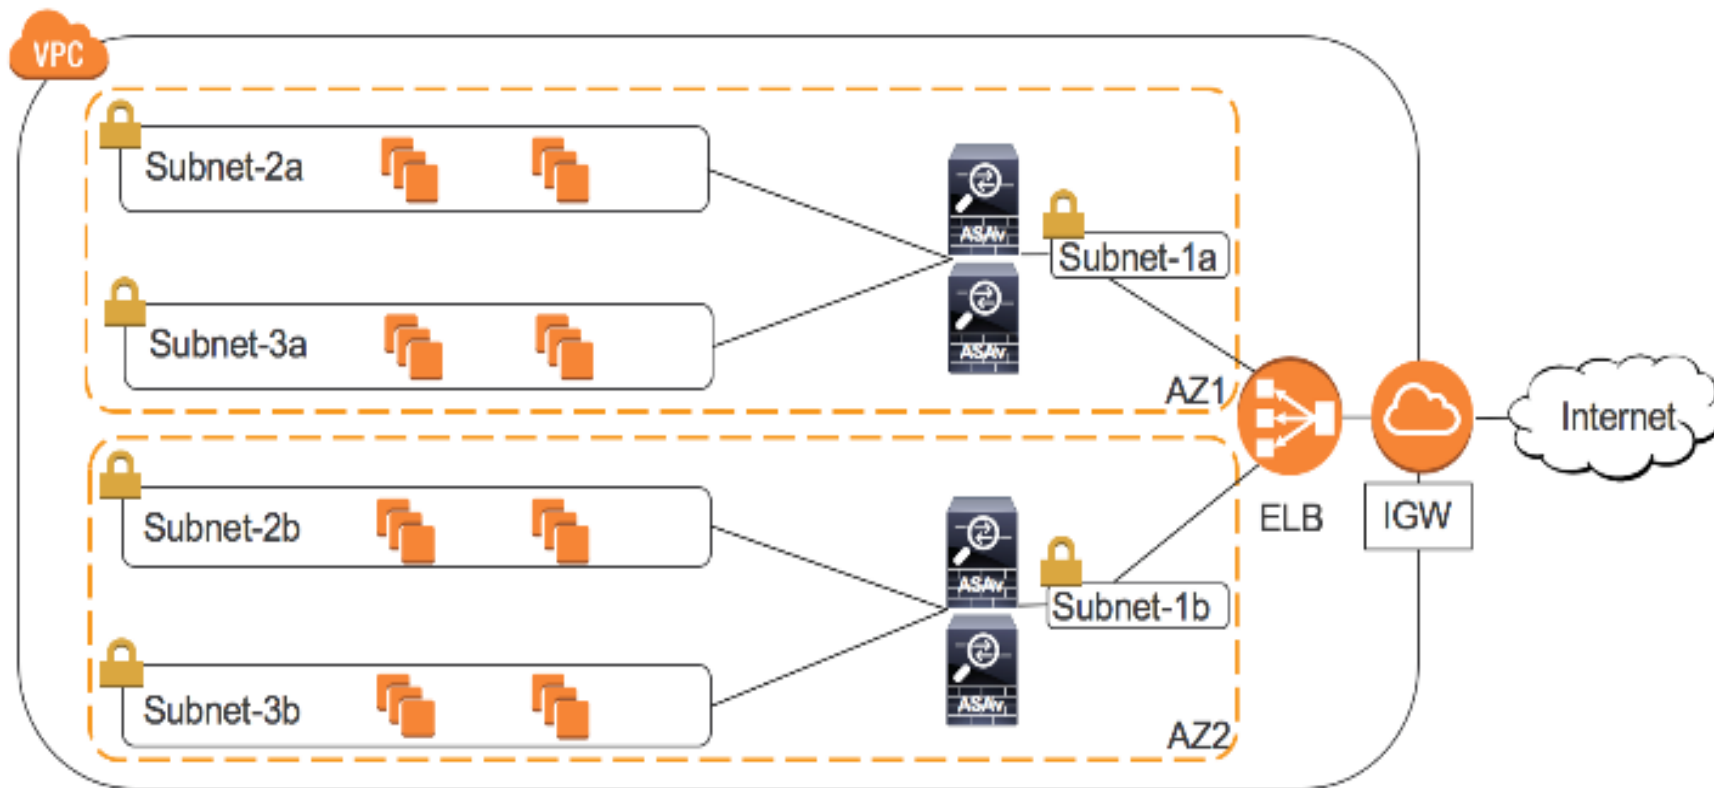 VPC
Subnet-2a
ASAv
Subnet-1a
Subnet-3a
ASAv
AZ1
Internet
Subnet-2b
ELB
IGW
ASAv
Subnet-1b
Subnet-3b
ASAv
AZ2